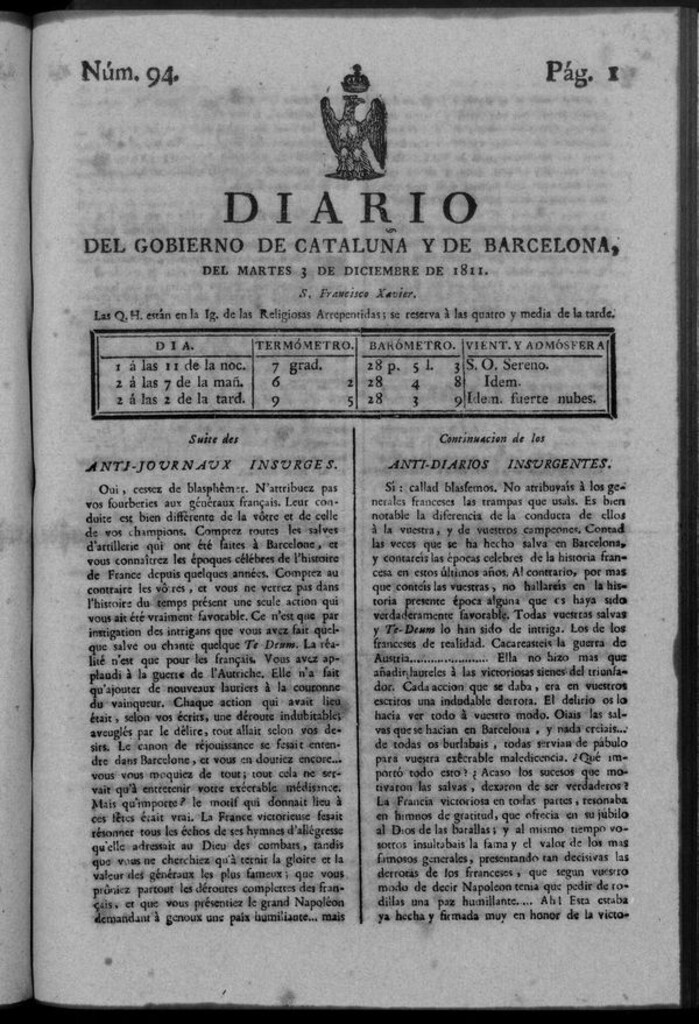 Núm. 94.
Pág. 1
DIARIO
DEL GOBIERNO DE CATALUÑA Y DE BARCELONA,
DEL MARTES 3 DE DICIEMBRE DE 1811.
S. Francisco Xavier.
Las Q. H. están en la Ig. de las Religiosas Arrepentidas; se reserva à las quatro y media de la tarde.
DIA. TERMÓMETRO. BARÓMETRO. VIENT. Y ADMÓSFERA
1 á las 11 de la noc. 7 grad. 28 p. 5 l. 3 S. O. Sereno.
2 á las 7 de la mañ. 6 2 28 4 8 Idem.
2 á las 2 de la tard. 9 5 28 3 9 Idem. fuerte nubes.
Suite des
ANTI-JOURNAUX INSURGES.
Oui, cessez de blasphémer. N'attribuez pas
vos fourberies aux généraux français. Leur con-
duite est bien différente de la vôtre et de celle
de vos champions. Comptez toutes les salves
d'artillerie qui ont été faites à Barcelone, et
vous connaîtrez les époques célèbres de l'histoire
de France depuis quelques années. Comptez au
contraire les vôtres, et vous ne verrez pas dans
l'histoire du temps présent une seule action qui
vous ait été vraiment favorable. Ce n'est que par
instigation des intrigans que vous avez fait quel-
que salve ou chanté quelque Te Deum. La réa-
lité n'est que pour les français. Vous avez ap-
plaudi à la guerre de l'Autriche. Elle n'a fait
qu'ajouter de nouveaux lauriers à la couronne
du vainqueur. Chaque action qui avait lieu
était, selon vos écrits, une déroute indubitable;
aveuglés par le délire, tout allait selon vos de-
sirs. Le canon de réjouissance se fesait enten-
dre dans Barcelone, et vous en doutiez encore...
vous vous moquiez de tout; tout cela ne ser-
vait qu'à entretenir votre exécrable médisance.
Mais qu'importe? le motif qui donnait lieu à
ces fêtes était vrai. La France victorieuse fesait
résonner tous les échos de ses hymnes d'allégresse
qu'elle adressait au Dieu des combats, tandis
que vous ne cherchiez qu'à ternir la gloire et la
valeur des généraux les plus fameux; que vous
prôniez partout les déroutes complettes des fran-
çais, et que vous présentiez le grand Napoléon
demandant à genoux une paix humiliante... mais
Continuacion de los
ANTI-DIARIOS INSURGENTES.
Si: callad blasfemos. No atribuyais à los ge-
nerales franceses las trampas que usais. Es bien
notable la diferencia de la conducta de ellos
à la vuestra, y de vuestros campeones. Contad
las veces que se ha hecho salva en Barcelona,
y contareis las épocas celebres de la historia fran-
cesa en estos últimos años. Al contrario, por mas
que conteis las vuestras, no hallareis en la his-
toria presente época alguna que os haya sido
verdaderamente favorable. Todas vuestras salvas
y Te-Deum lo han sido de intriga. Los de los
franceses de realidad. Cacareasteis la guerra de
Austria.................... Ella no hizo mas que
añadir laureles à las victoriosas sienes del triunfa-
dor. Cada accion que se daba, era en vuestros
escritos una indudable derrota. El delirio os lo
hacia ver todo à vuestro modo. Oiais las sal-
vas que se hacian en Barcelona, y nada creiais...
de todas os burlabais, todas servian de pábulo
para vuestra exêrable maledicencia. ¿Qué im-
portó todo esto? ¿Acaso los sucesos que mo-
tivaron las salvas, dexaron de ser verdaderos?
La Francia victoriosa en todas partes, resonaba
en himnos de gratitud, que ofrecia en su júbilo
al Dios de las batallas; y al mismo tiempo vo-
sotros insultabais la fama y el valor de los mas
famosos generales, presentando tan decisivas las
derrotas de los frranceses, que segun vuestro
modo de decir Napoleon tenia que pedir de ro-
dillas una paz humillante.... Ah! Esta estaba
ya hecha y firmada muy en honor de la victo-